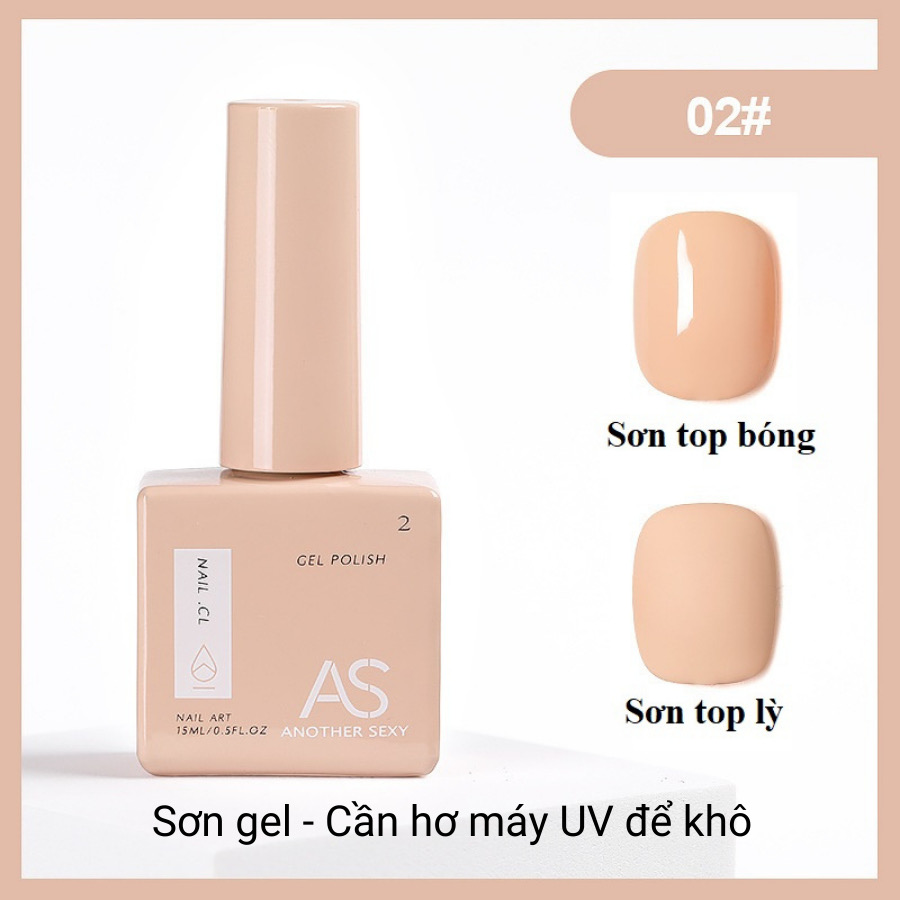 02#
Sơn top bóng
Sơn top lỳ
2
GEL POLISH
NAIL .CL
AS
NAIL ART
15ML/0.5FL.OZ
ANOTHER SEXY
Sơn gel - Cần hơ máy UV để khô